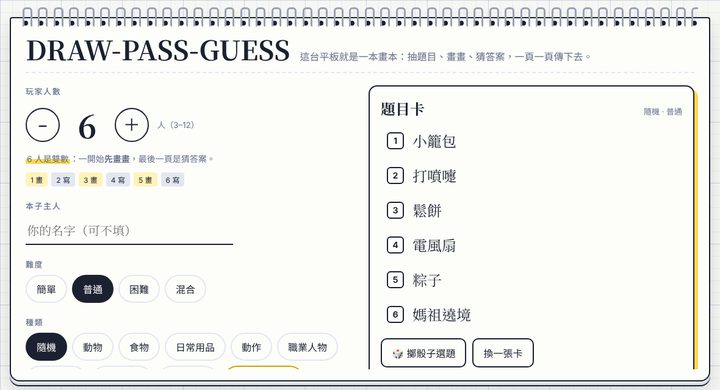 DRAW-PASS-GUESS 這台平板就是一本畫本：抽題目、畫畫、猜答案，一頁一頁傳下去。
玩家人數
− 6 + 人（3–12）
6 人是雙數：一開始先畫畫，最後一頁是猜答案。
1 畫 2 寫 3 畫 4 寫 5 畫 6 寫
本子主人
你的名字（可不填）
難度
簡單 普通 困難 混合
種類
隨機 動物 食物 日常用品 動作 職業人物
題目卡 隨機 · 普通
1 小籠包
2 打噴嚏
3 鬆餅
4 電風扇
5 粽子
6 媽祖遶境
🎲 擲骰子選題 換一張卡